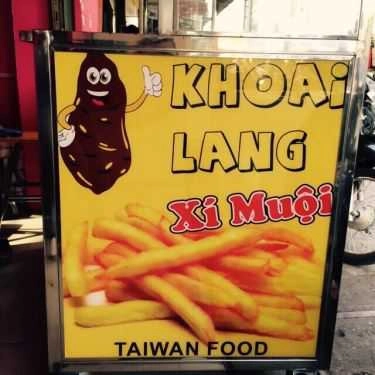 KHOAi
LANG
Xí Muội
TAIWAN FOOD